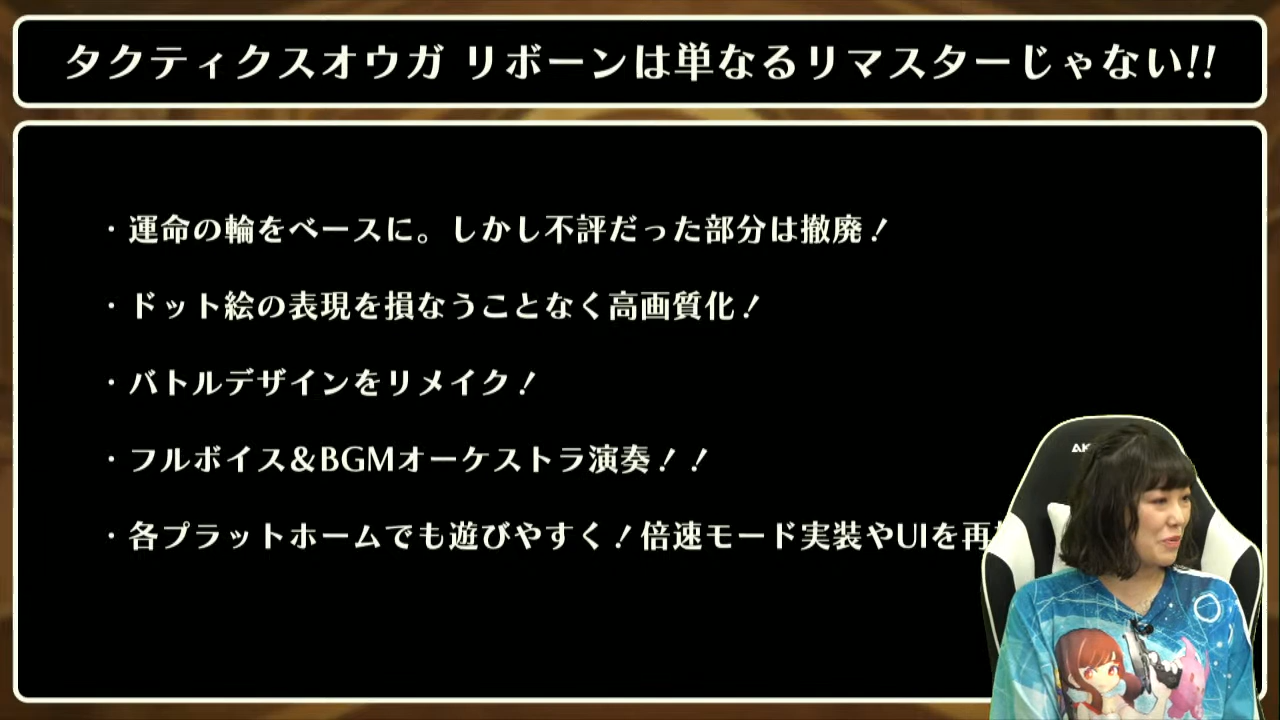 タクティクスオウガ リボーンは単なるリマスターじゃない!!
・運命の輪をベースに。しかし不評だった部分は撤廃！
・ドット絵の表現を損なうことなく高画質化！
・バトルデザインをリメイク！
・フルボイス＆BGMオーケストラ演奏！！
・各プラットホームでも遊びやすく！倍速モード実装やUIを再
AK